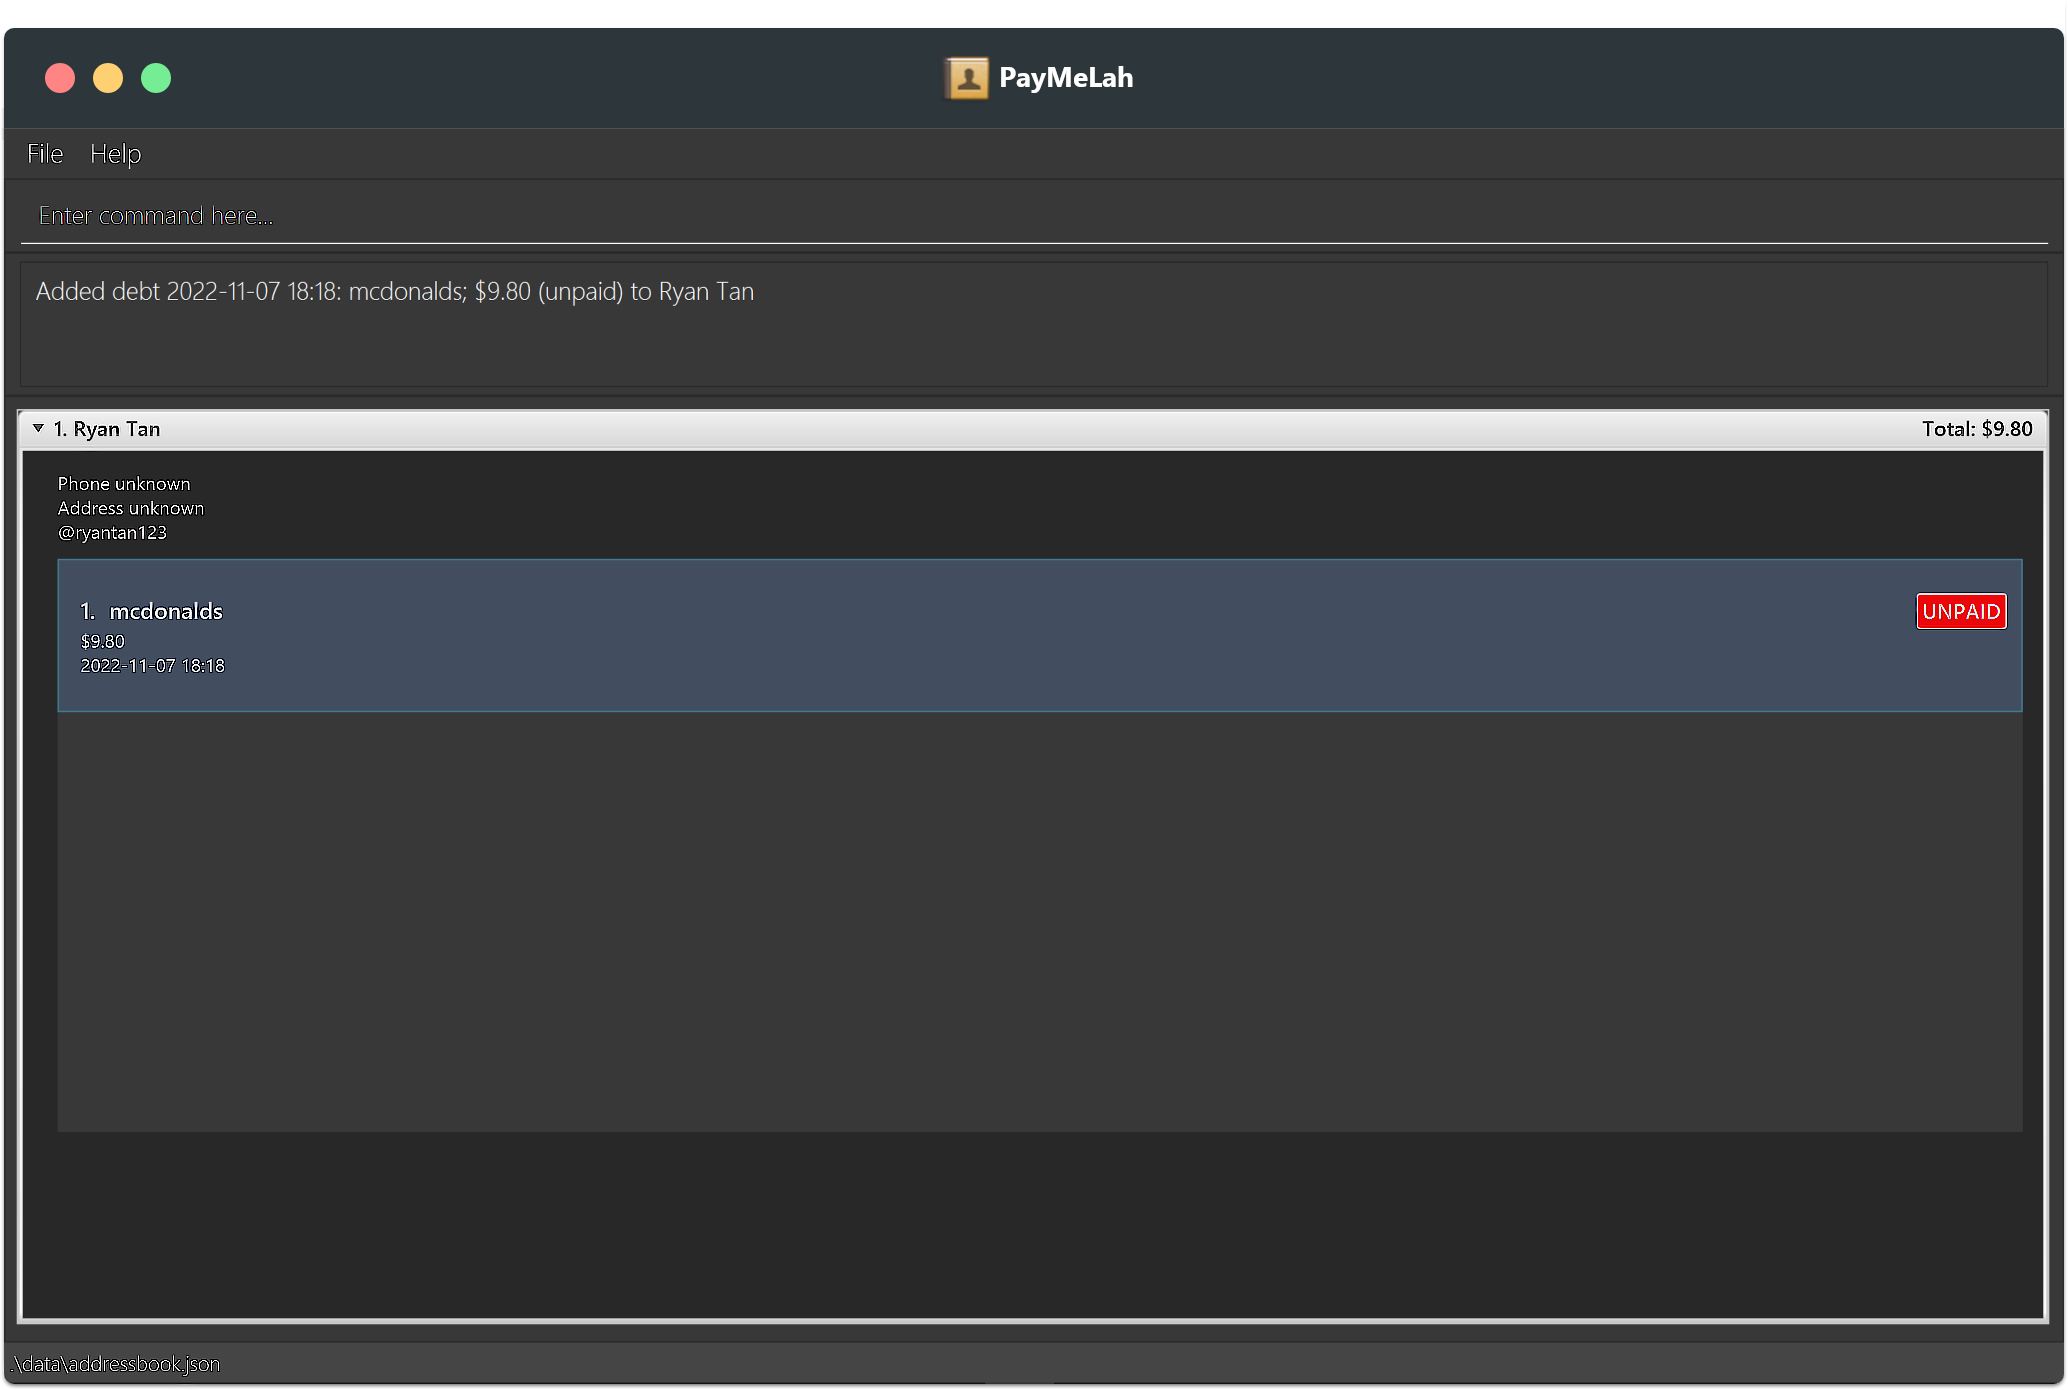 PayMeLah
File Help
Enter command here...
Added debt 2022-11-07 18:18: mcdonalds; $9.80 (unpaid) to Ryan Tan
1. Ryan Tan Total: $9.80
Phone unknown
Address unknown
@ryantan123
1. mcdonalds UNPAID
$9.80
2022-11-07 18:18
.\data\addressbook.json